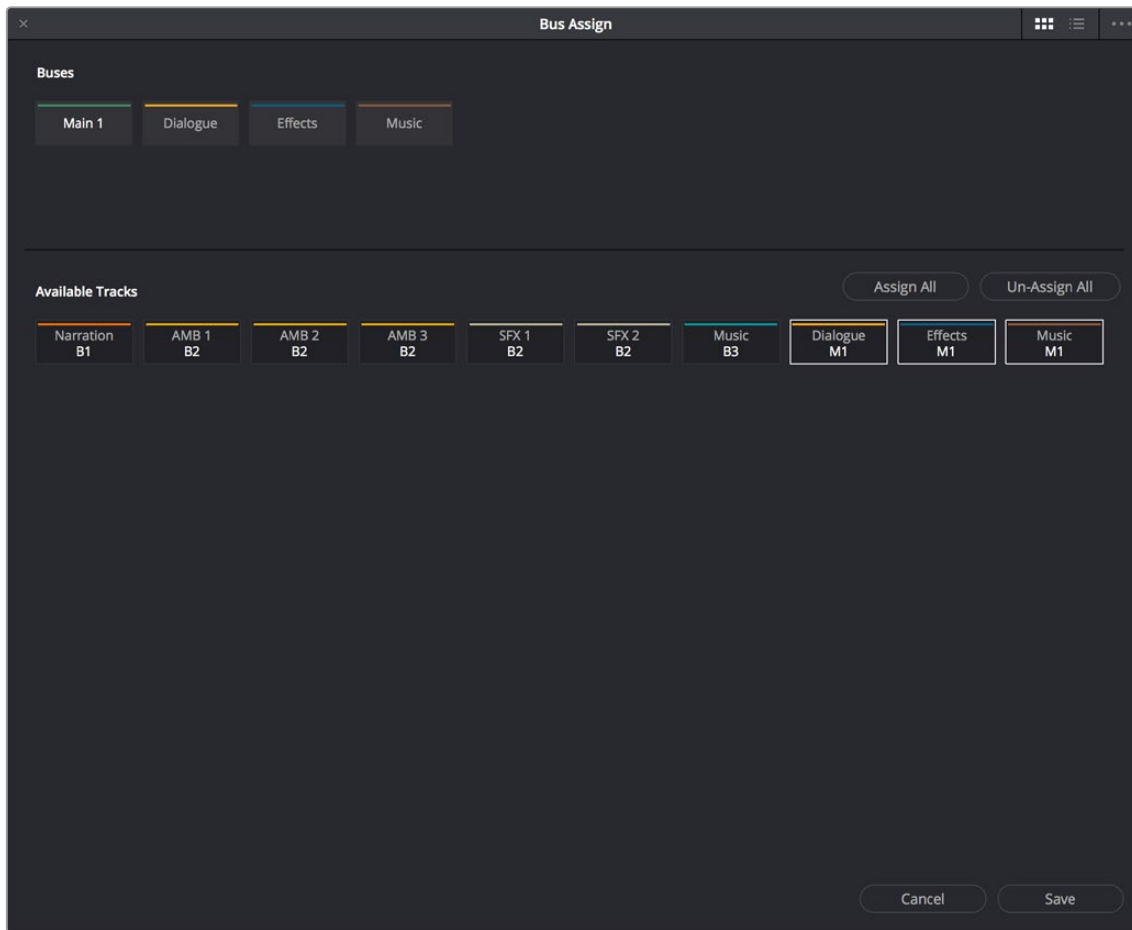 Bus Assign
Buses
Main 1 Dialogue Effects Music
Available Tracks Assign All Un-Assign All
Narration AMB 1 AMB 2 AMB 3 SFX 1 SFX 2 Music Dialogue Effects Music
B1 B2 B2 B2 B2 B2 B3 M1 M1 M1
Cancel Save